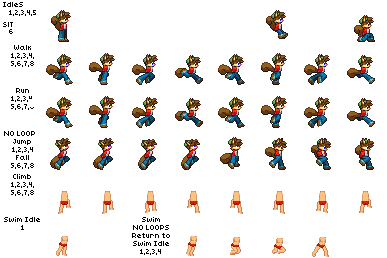 IdleS
1,2,3,4,5
SIT
6
Walk
1,2,3,4,
5,6,7,8
Run
1,2,3,4
5,6,7,
NO LOOP
Jump
1,2,3,4
Fall
5,6,7,8
Climb
1,2,3,4,
5,6,7,8
Swim Idle
1
Swim
NO LOOPS
Return to
Swim Idle
1,2,3,4